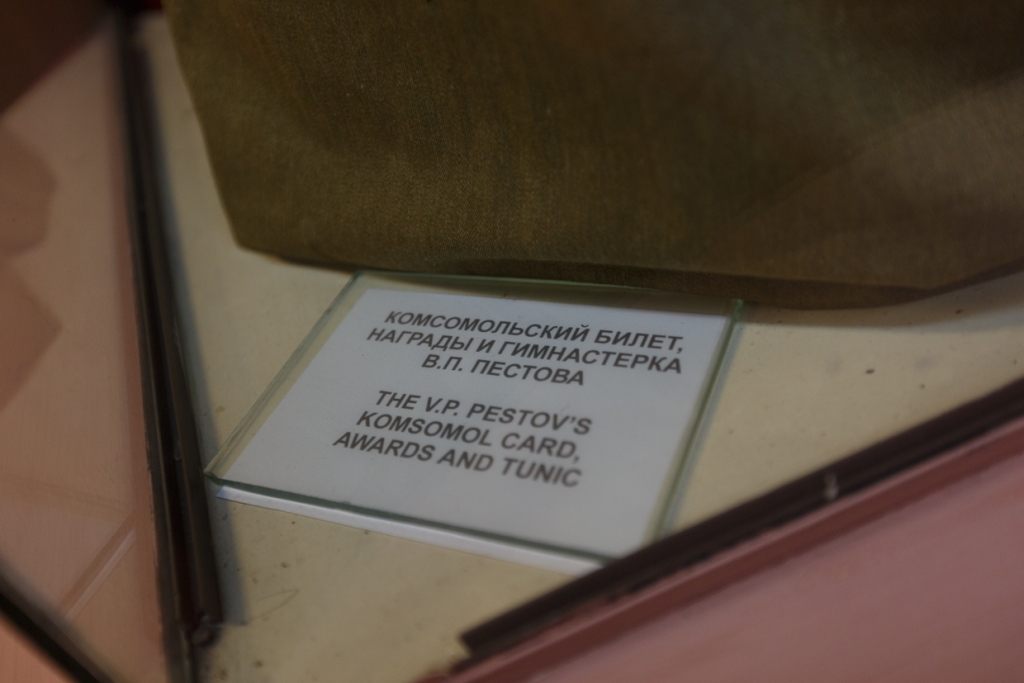 КОМСОМОЛЬСКИЙ БИЛЕТ,
НАГРАДЫ И ГИМНАСТЕРКА
В.П. ПЕСТОВА
THE V.P. PESTOV'S
KOMSOMOL CARD,
AWARDS AND TUNIC